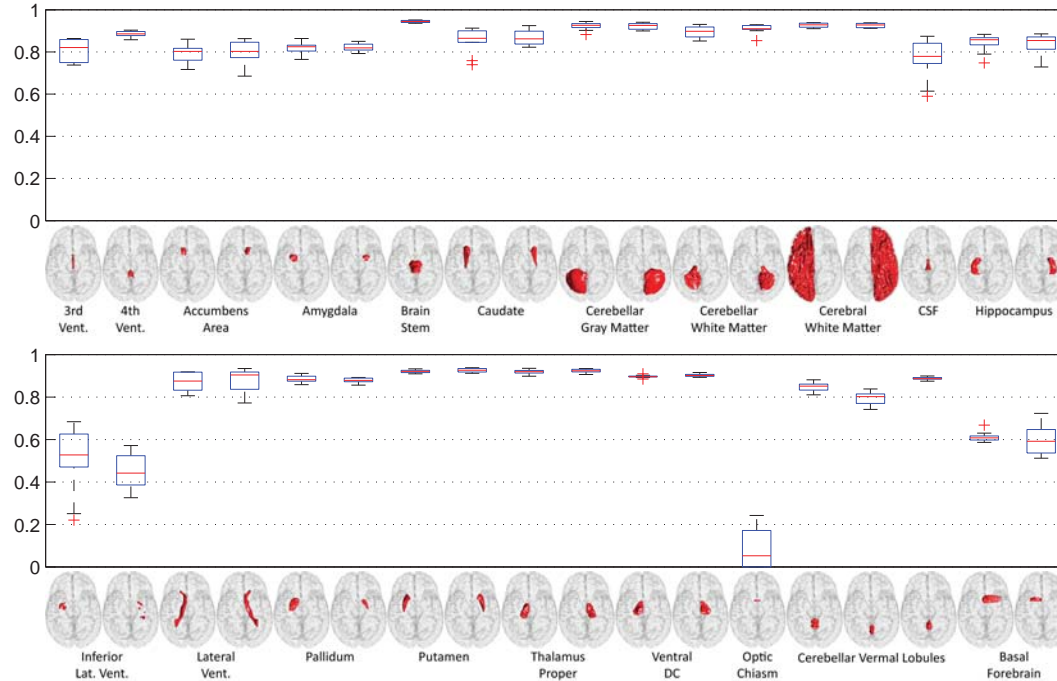 1
0.8
0.6
0.4
0.2
0
3rd Vent.
4th Vent.
Accumbens Area
Amygdala
Brain Stem
Caudate
Cerebellar Gray Matter
Cerebellar White Matter
Cerebral White Matter
CSF
Hippocampus
1
0.8
0.6
0.4
0.2
0
Inferior Lat. Vent.
Lateral Vent.
Pallidum
Putamen
Thalamus Proper
Ventral DC
Optic Chiasm
Cerebellar Vermal Lobules
Basal Forebrain